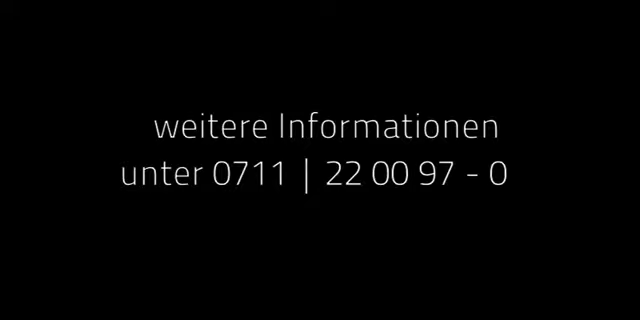 weitere Informationen
unter 0711 | 22 00 97 - 0